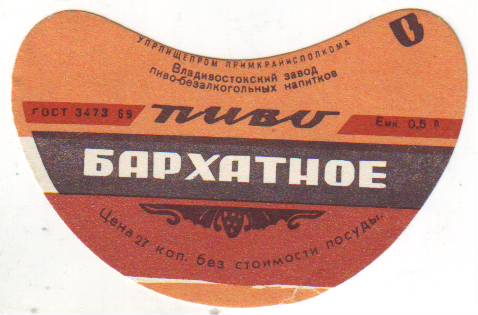 УПРПИЩЕПРОМ ПРИМКРАЙИСПОЛКОМА
Владивостокский завод
пиво-безалкогольных напитков
ГОСТ 3473 69
пиво
Емк. 0,5 л
БАРХАТНОЕ
Цена 27 коп. без стоимости посуды.